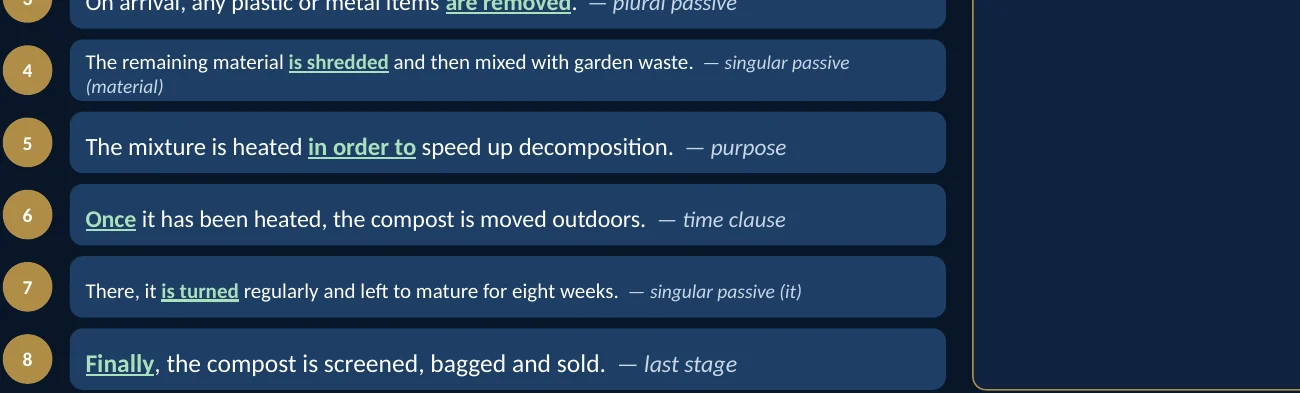 3
On arrival, any plastic or metal items are removed. — plural passive
4
The remaining material is shredded and then mixed with garden waste. — singular passive
(material)
5
The mixture is heated in order to speed up decomposition. — purpose
6
Once it has been heated, the compost is moved outdoors. — time clause
7
There, it is turned regularly and left to mature for eight weeks. — singular passive (it)
8
Finally, the compost is screened, bagged and sold. — last stage